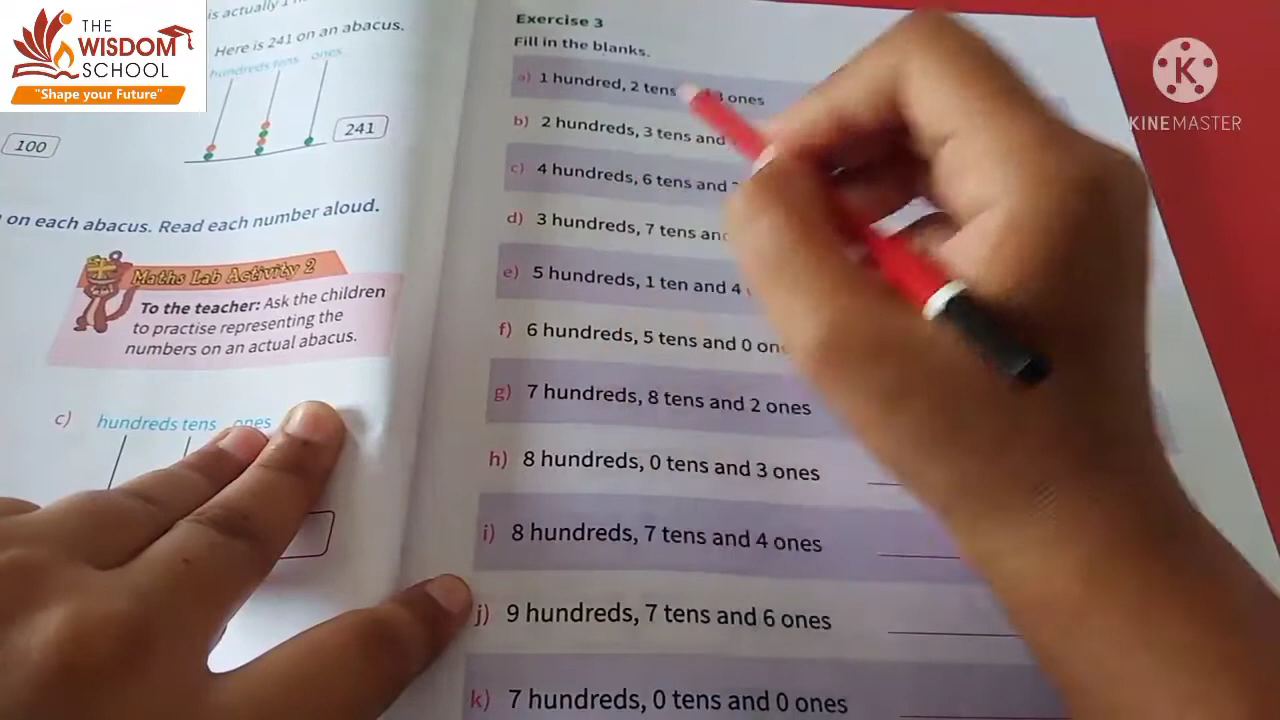 THE
WISDOM
SCHOOL
"Shape your Future"
is actually 1
Here is 241 on an abacus.
hundreds tens ones
241
100
on each abacus. Read each number aloud.
Maths Lab Activity 2
To the teacher: Ask the children
to practise representing the
numbers on an actual abacus.
c) hundreds tens ones
Exercise 3
Fill in the blanks.
a) 1 hundred, 2 tens 3 ones
b) 2 hundreds, 3 tens and
c) 4 hundreds, 6 tens and
d) 3 hundreds, 7 tens
e) 5 hundreds, 1 ten and 4
f) 6 hundreds, 5 tens and 0
g) 7 hundreds, 8 tens and 2 ones
h) 8 hundreds, 0 tens and 3 ones
i) 8 hundreds, 7 tens and 4 ones
j) 9 hundreds, 7 tens and 6 ones
k) 7 hundreds, 0 tens and 0 ones
K
KINEMASTER